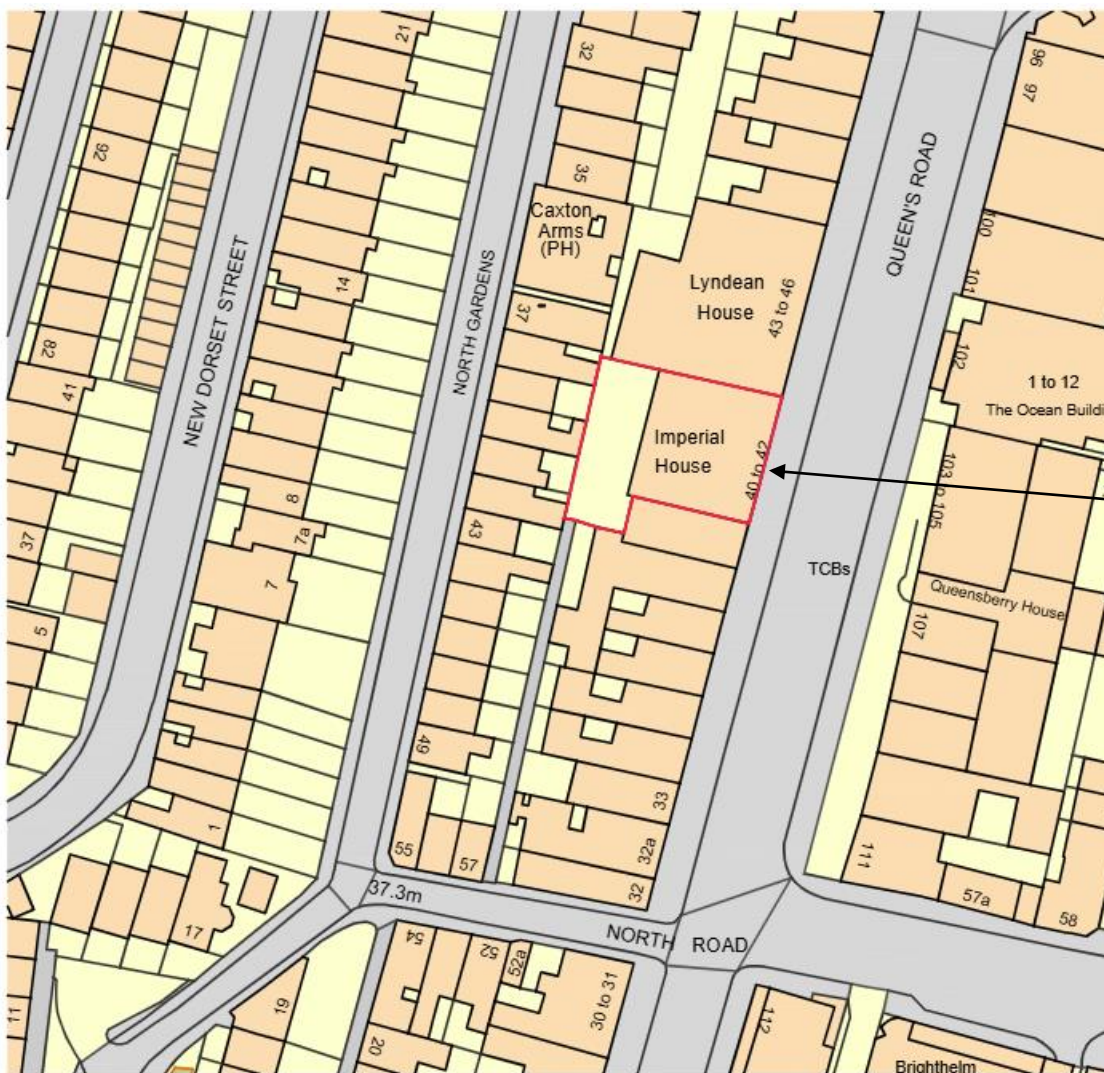 21
32
96
97
92
35
Caxton
Arms
(PH)
QUEEN'S ROAD
100
101
14
NEW DORSET STREET
NORTH GARDENS
Lyndean
House
43 to 46
37
82
41
102
1 to 12
The Ocean Buildi
Imperial
House
40 to 42
103 to 105
8
7a
43
37
TCBs
7
Queensberry House
107
5
49
33
1
55
57
32a
32
111
57a
58
37.3m
17
NORTH ROAD
54
52
52a
30 to 31
19
11
20
112
Brighthelm